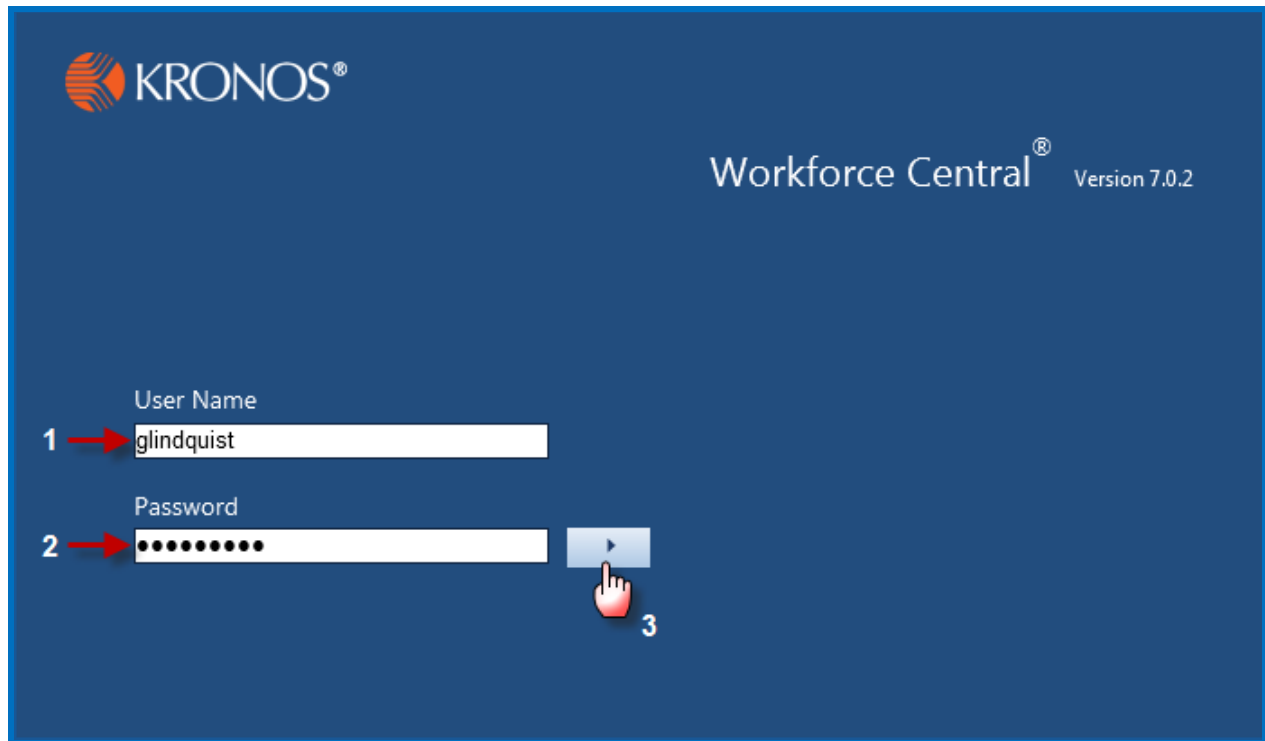 KRONOS®
Workforce Central® Version 7.0.2
User Name
1
glindquist
Password
2
•••••••••
3